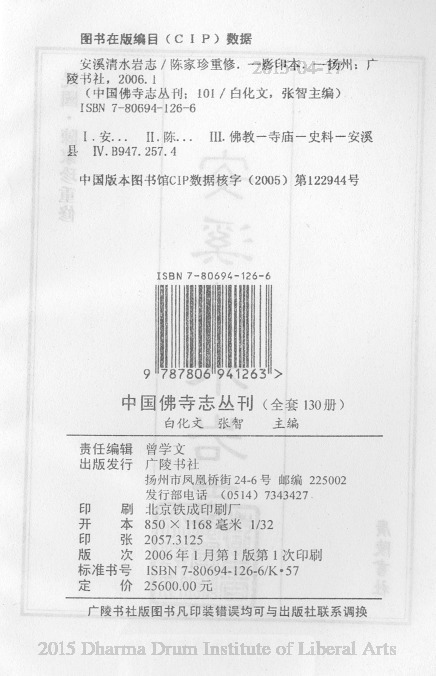 图书在版编目（CIP）数据
安溪清水岩志/陈家珍重修．—影印本．—扬州：广
陵书社，2006.1
（中国佛寺志丛刊；101/白化文，张智主编）
ISBN 7-80694-126-6
Ⅰ.安… Ⅱ.陈… Ⅲ.佛教—寺庙—史料—安溪
县 Ⅳ.B947.257.4
中国版本图书馆CIP数据核字（2005）第122944号
ISBN 7-80694-126-6
9 787806 941263 >
中国佛寺志丛刊（全套130册）
白化文 张智 主编
责任编辑 曾学文
出版发行 广陵书社
扬州市凤凰桥街24-6号 邮编 225002
发行部电话 （0514）7343427
印 刷 北京铁成印刷厂
开 本 850×1168毫米 1/32
印 张 2057.3125
版 次 2006年1月第1版第1次印刷
标准书号 ISBN 7-80694-126-6/K·57
定 价 25600.00元
广陵书社版图书凡印装错误均可与出版社联系调换
2015 Dharma Drum Institute of Liberal Arts